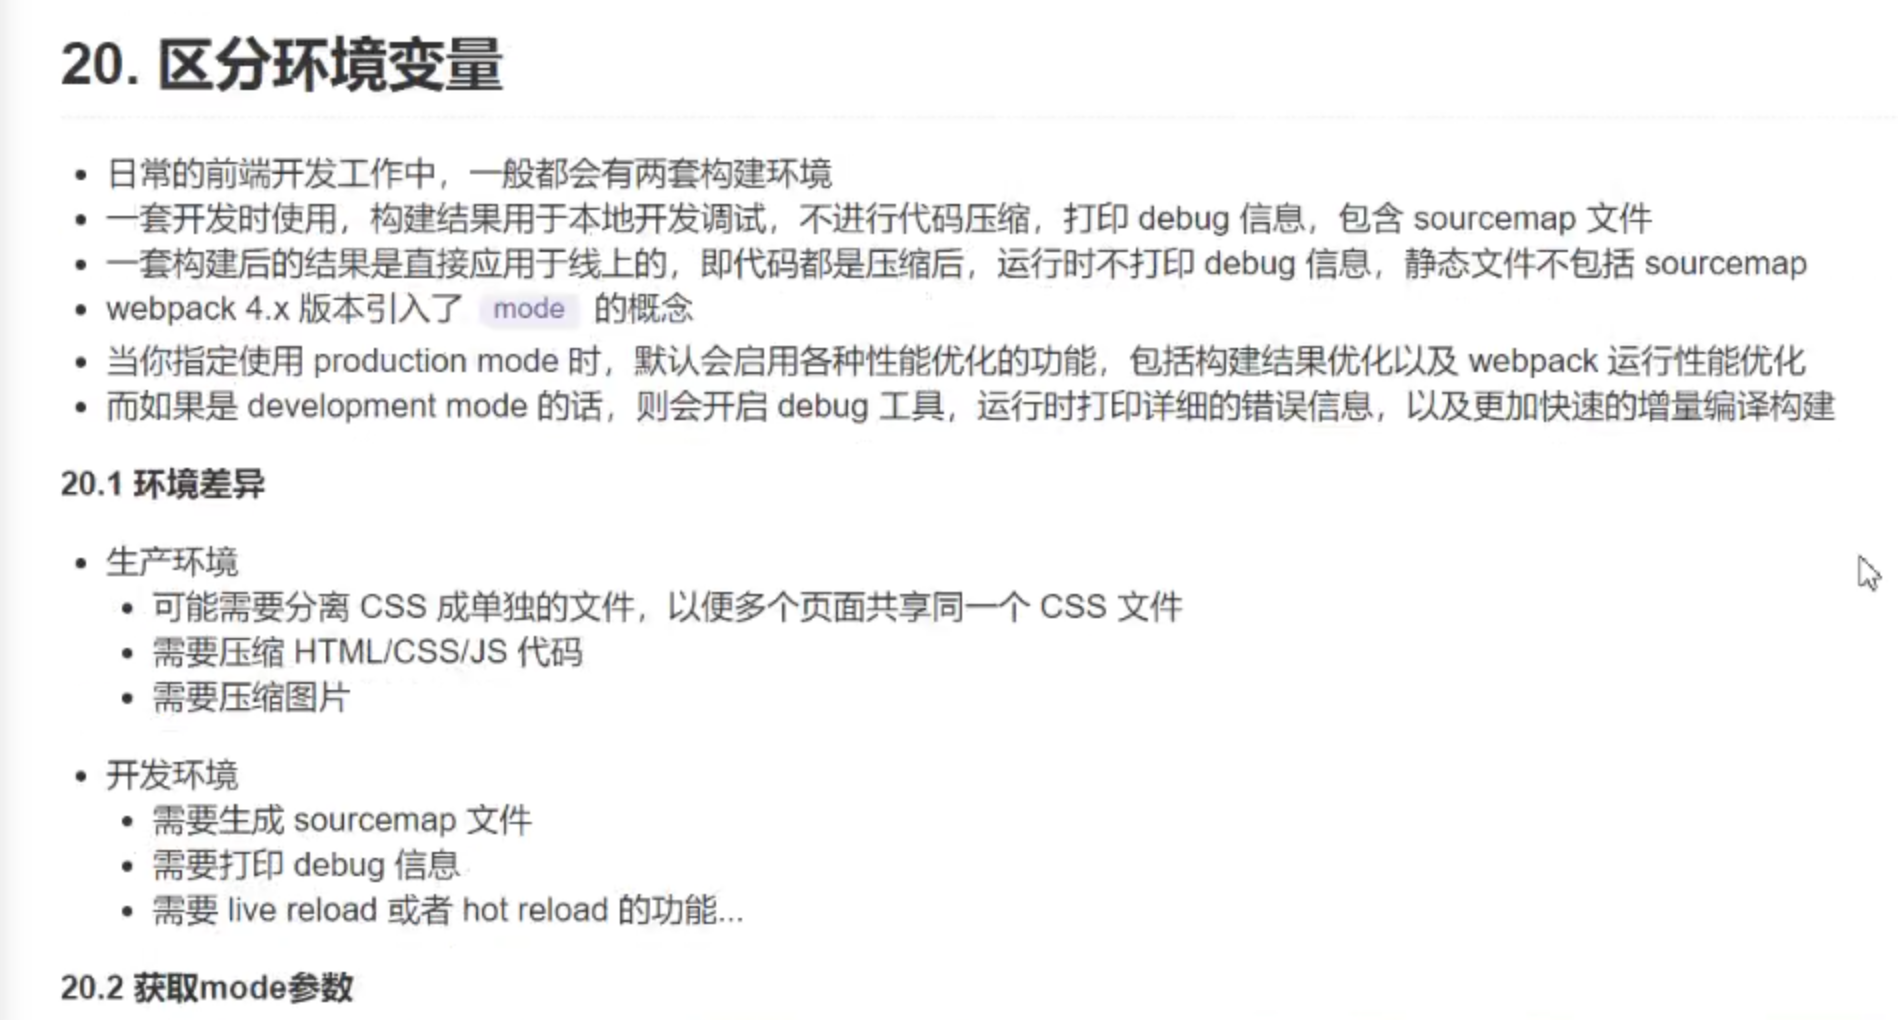 20. 区分环境变量
日常的前端开发工作中，一般都会有两套构建环境
一套开发时使用，构建结果用于本地开发调试，不进行代码压缩，打印 debug 信息，包含 sourcemap 文件
一套构建后的结果是直接应用于线上的，即代码都是压缩后，运行时不打印 debug 信息，静态文件不包括 sourcemap
webpack 4.x 版本引入了 mode 的概念
当你指定使用 production mode 时，默认会启用各种性能优化的功能，包括构建结果优化以及 webpack 运行性能优化
而如果是 development mode 的话，则会开启 debug 工具，运行时打印详细的错误信息，以及更加快速的增量编译构建
20.1 环境差异
生产环境
可能需要分离 CSS 成单独的文件，以便多个页面共享同一个 CSS 文件
需要压缩 HTML/CSS/JS 代码
需要压缩图片
开发环境
需要生成 sourcemap 文件
需要打印 debug 信息
需要 live reload 或者 hot reload 的功能...
20.2 获取mode参数